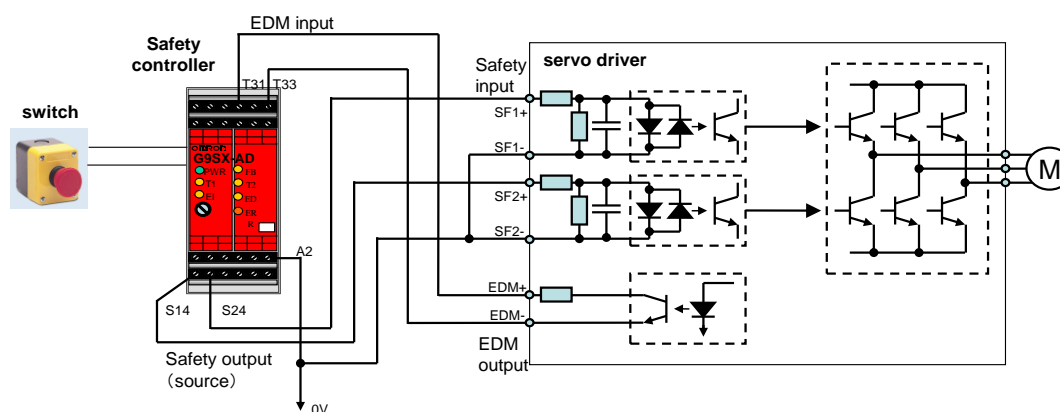 EDM input
Safety
controller
T31
T33
switch
omron
G9SX-AD
PWR
FB
T1
T2
EI
ED
ER
R
A2
S14
S24
Safety output
(source)
0V
Safety
input
servo driver
SF1+
SF1-
SF2+
SF2-
EDM+
EDM-
EDM
output
M